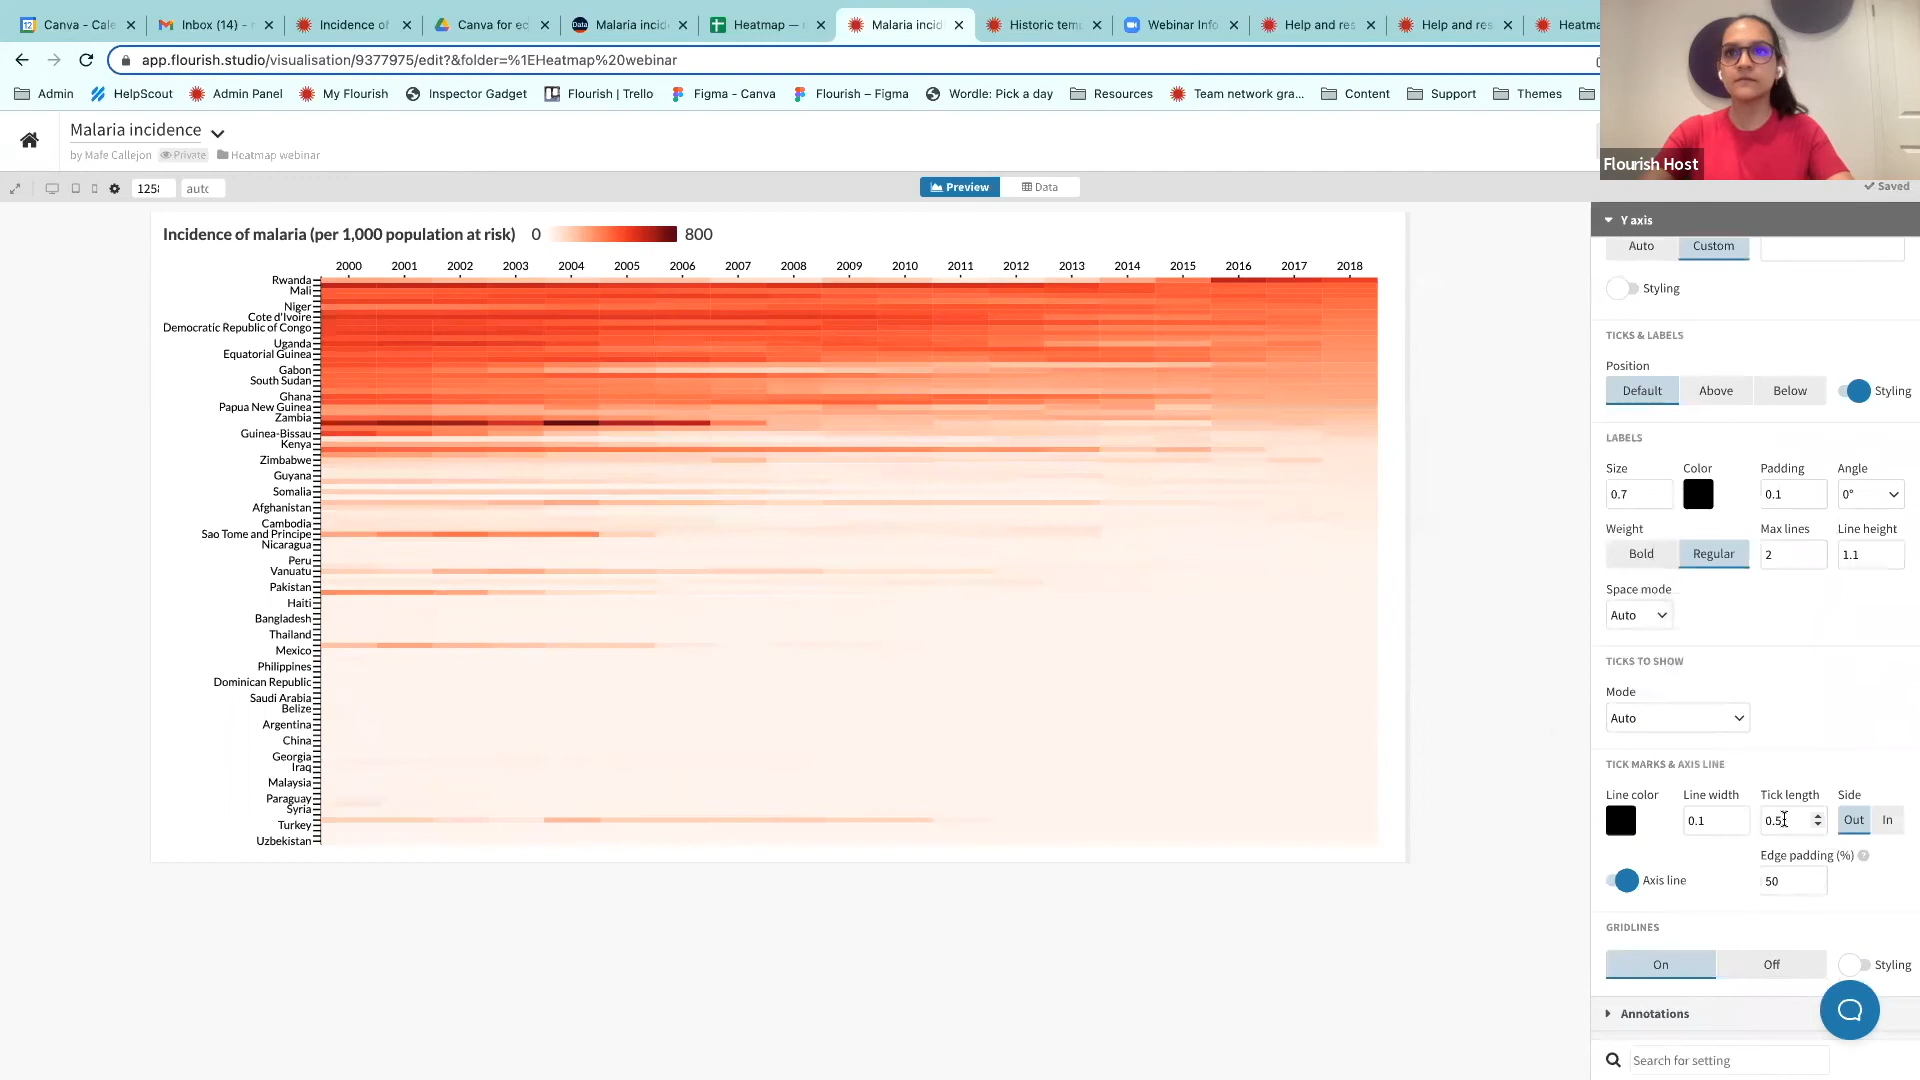 Canva - Cale
Inbox (14) -
Incidence of
Canva for ec
Malaria incid
Heatmap —
Malaria incid
Historic tem
Webinar Info
Help and res
Help and res
Heatma
app.flourish.studio/visualisation/9377975/edit?&folder=%1EHeatmap%20webinar
Admin
HelpScout
Admin Panel
My Flourish
Inspector Gadget
Flourish | Trello
Figma - Canva
Flourish – Figma
Wordle: Pick a day
Resources
Team network gra...
Content
Support
Themes
Malaria incidence
by Mafe Callejon Private Heatmap webinar
Flourish Host
125
auto
Preview
Data
Saved
Incidence of malaria (per 1,000 population at risk) 0 800
2000 2001 2002 2003 2004 2005 2006 2007 2008 2009 2010 2011 2012 2013 2014 2015 2016 2017 2018
Rwanda
Mali
Niger
Cote d'Ivoire
Democratic Republic of Congo
Uganda
Equatorial Guinea
Gabon
South Sudan
Ghana
Papua New Guinea
Zambia
Guinea-Bissau
Kenya
Zimbabwe
Guyana
Somalia
Afghanistan
Cambodia
Sao Tome and Principe
Nicaragua
Peru
Vanuatu
Pakistan
Haiti
Bangladesh
Thailand
Mexico
Philippines
Dominican Republic
Saudi Arabia
Belize
Argentina
China
Georgia
Iraq
Malaysia
Paraguay
Syria
Turkey
Uzbekistan
Y axis
Auto Custom
Styling
TICKS & LABELS
Position
Default Above Below Styling
LABELS
Size Color Padding Angle
0.7 0.1 0°
Weight Max lines Line height
Bold Regular 2 1.1
Space mode
Auto
TICKS TO SHOW
Mode
Auto
TICK MARKS & AXIS LINE
Line color Line width Tick length Side
0.1 0.5 Out In
Edge padding (%) ?
Axis line 50
GRIDLINES
On Off Styling
Annotations
Search for setting